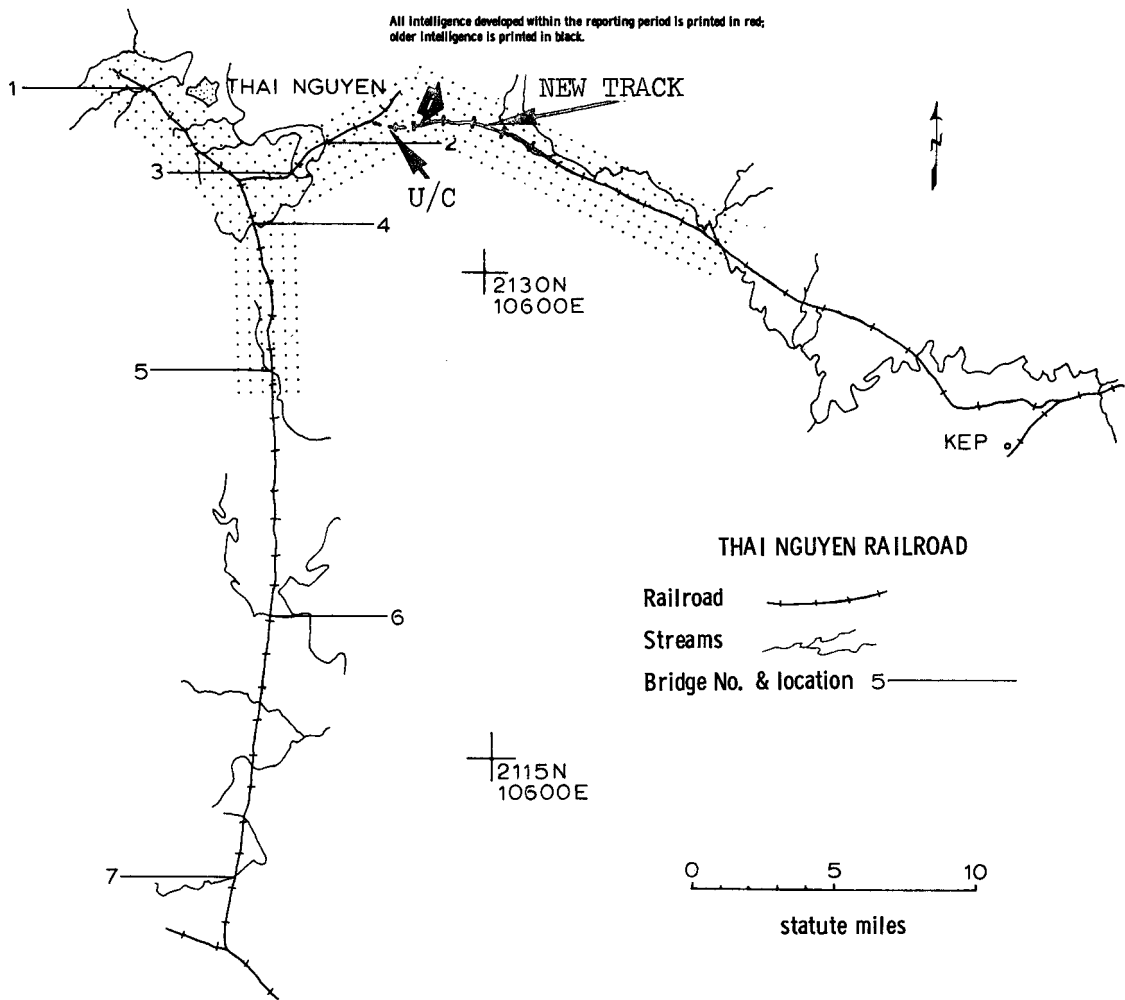 All intelligence developed within the reporting period is printed in red;
older intelligence is printed in black.
1
THAI NGUYEN
NEW TRACK
2
3
U/C
N
4
2130N
10600E
5
KEP
6
THAI NGUYEN RAILROAD
Railroad
Streams
Bridge No. & location 5
2115N
10600E
7
0 5 10
statute miles